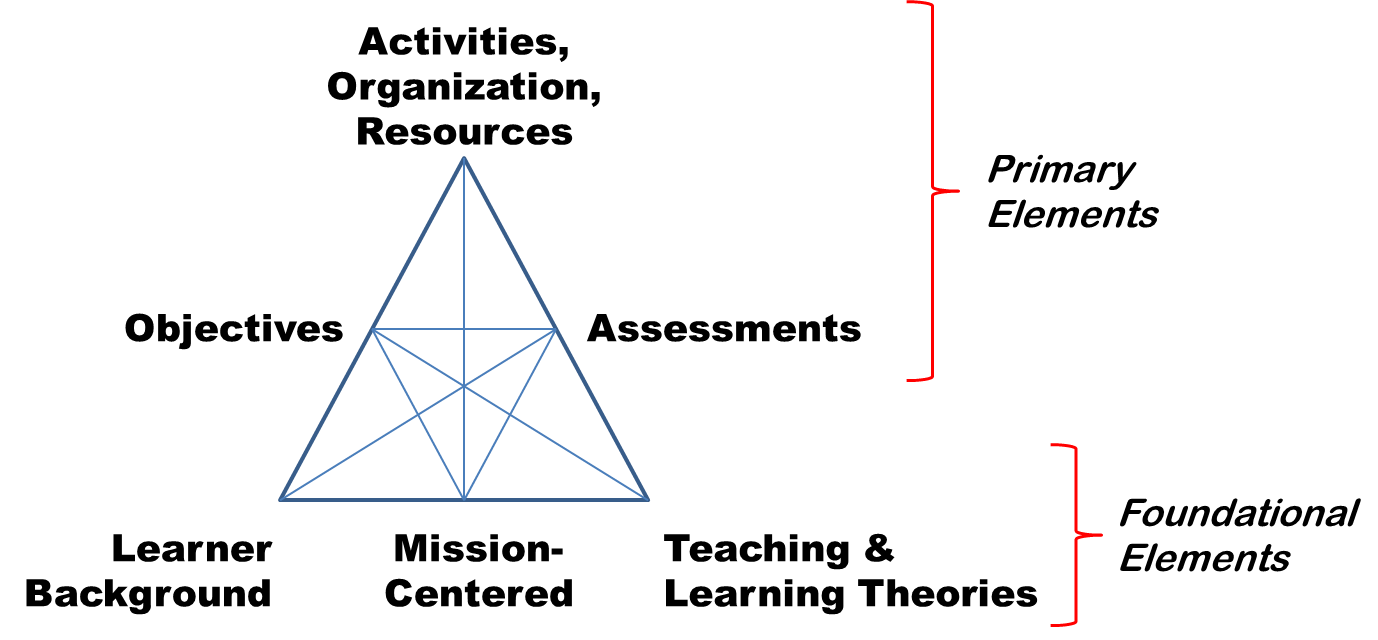 Activities,
Organization,
Resources
Primary
Elements
Objectives
Assessments
Learner
Background
Mission-
Centered
Teaching &
Learning Theories
Foundational
Elements